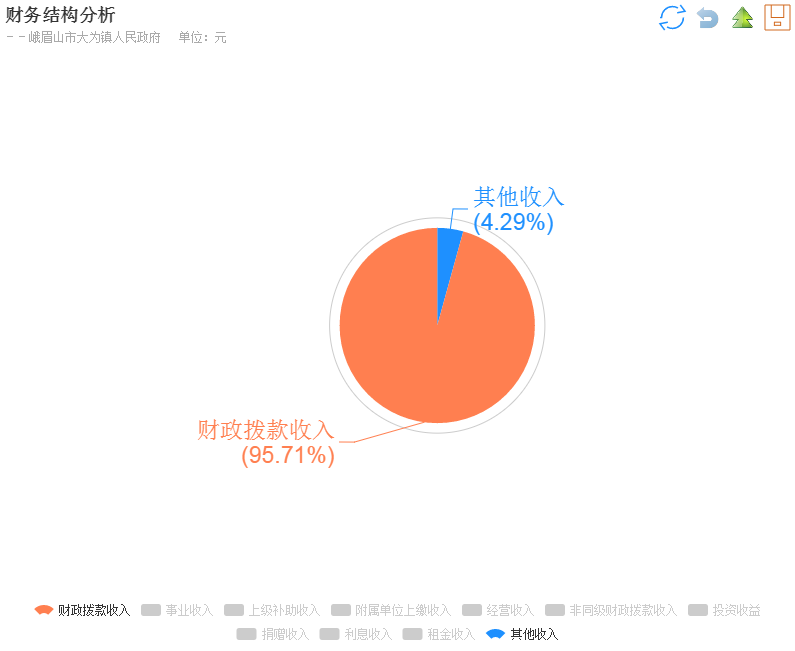 财务结构分析
--峨眉山市大为镇人民政府 单位：元
其他收入
(4.29%)
财政拨款收入
(95.71%)
财政拨款收入 事业收入 上级补助收入 附属单位上缴收入 经营收入 非同级财政拨款收入 投资收益
捐赠收入 利息收入 租金收入 其他收入